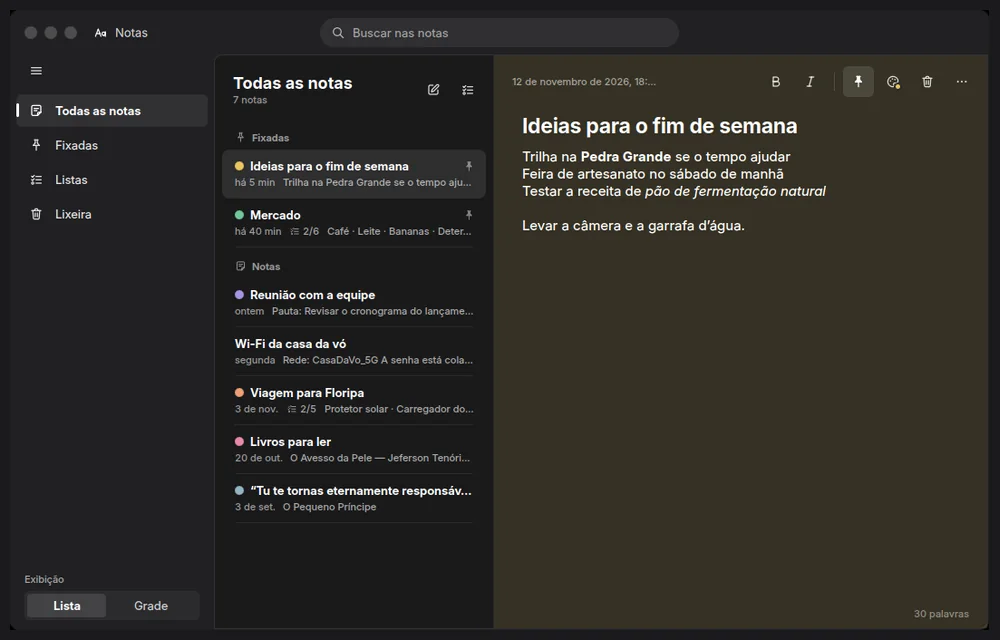 Aa Notas
Buscar nas notas
Todas as notas
Fixadas
Listas
Lixeira
Exibição
Lista
Grade
Todas as notas
7 notas
Fixadas
Ideias para o fim de semana
há 5 min Trilha na Pedra Grande se o tempo aju...
Mercado
há 40 min 2/6 Café · Leite · Bananas · Deter...
Notas
Reunião com a equipe
ontem Pauta: Revisar o cronograma do lançame...
Wi-Fi da casa da vó
segunda Rede: CasaDaVo_5G A senha está cola...
Viagem para Floripa
3 de nov. 2/5 Protetor solar · Carregador do...
Livros para ler
20 de out. O Avesso da Pele — Jeferson Tenóri...
“Tu te tornas eternamente responsáv...
3 de set. O Pequeno Príncipe
12 de novembro de 2026, 18:...
B I
Ideias para o fim de semana
Trilha na Pedra Grande se o tempo ajudar
Feira de artesanato no sábado de manhã
Testar a receita de pão de fermentação natural
Levar a câmera e a garrafa d’água.
30 palavras